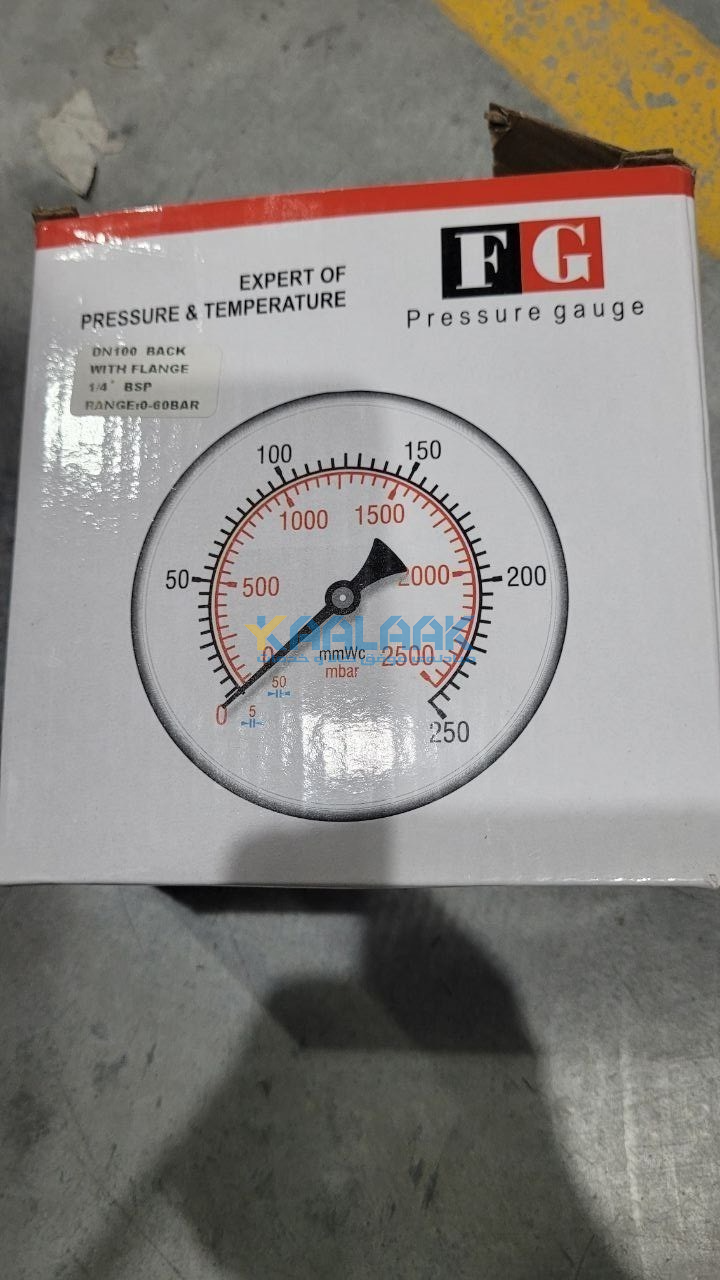 FG
EXPERT OF
PRESSURE & TEMPERATURE
Pressure gauge
DN100 BACK
WITH FLANGE
1/4" BSP
RANGE:0-60BAR
100
150
1000
1500
50
500
2000
200
KAALAAK
0
mmWc
2500
mbar
50
0
5
250